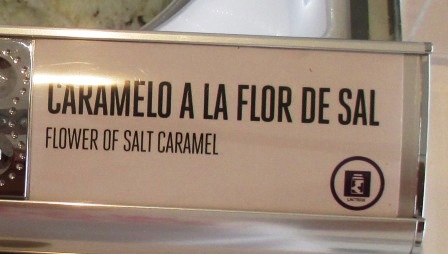 CARAMELO A LA FLOR DE SAL
FLOWER OF SALT CARAMEL